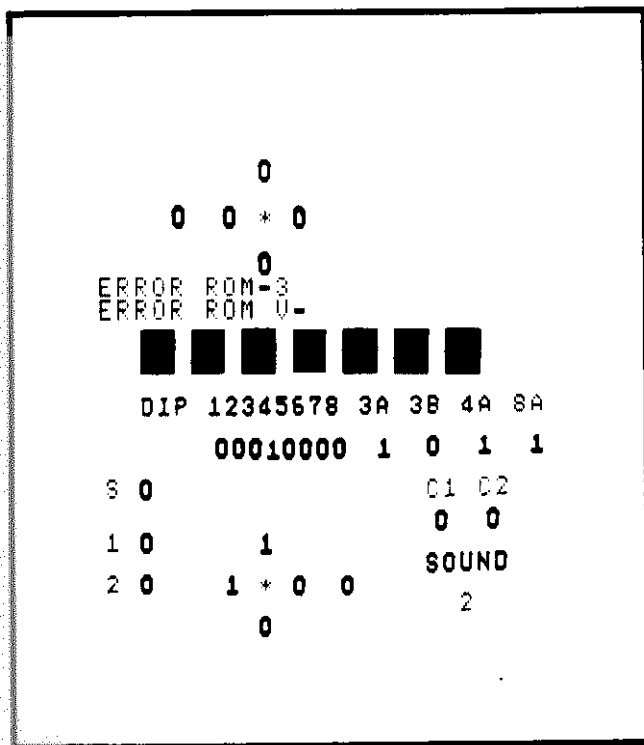 0
0 0 * 0
0
ERROR ROM-3
ERROR ROM V-
DIP 12345678 3A 3B 4A 8A
00010000 1 0 1 1
S 0 C1 C2
0 0
1 0 1
SOUND
2 0 1 * 0 0
2
0